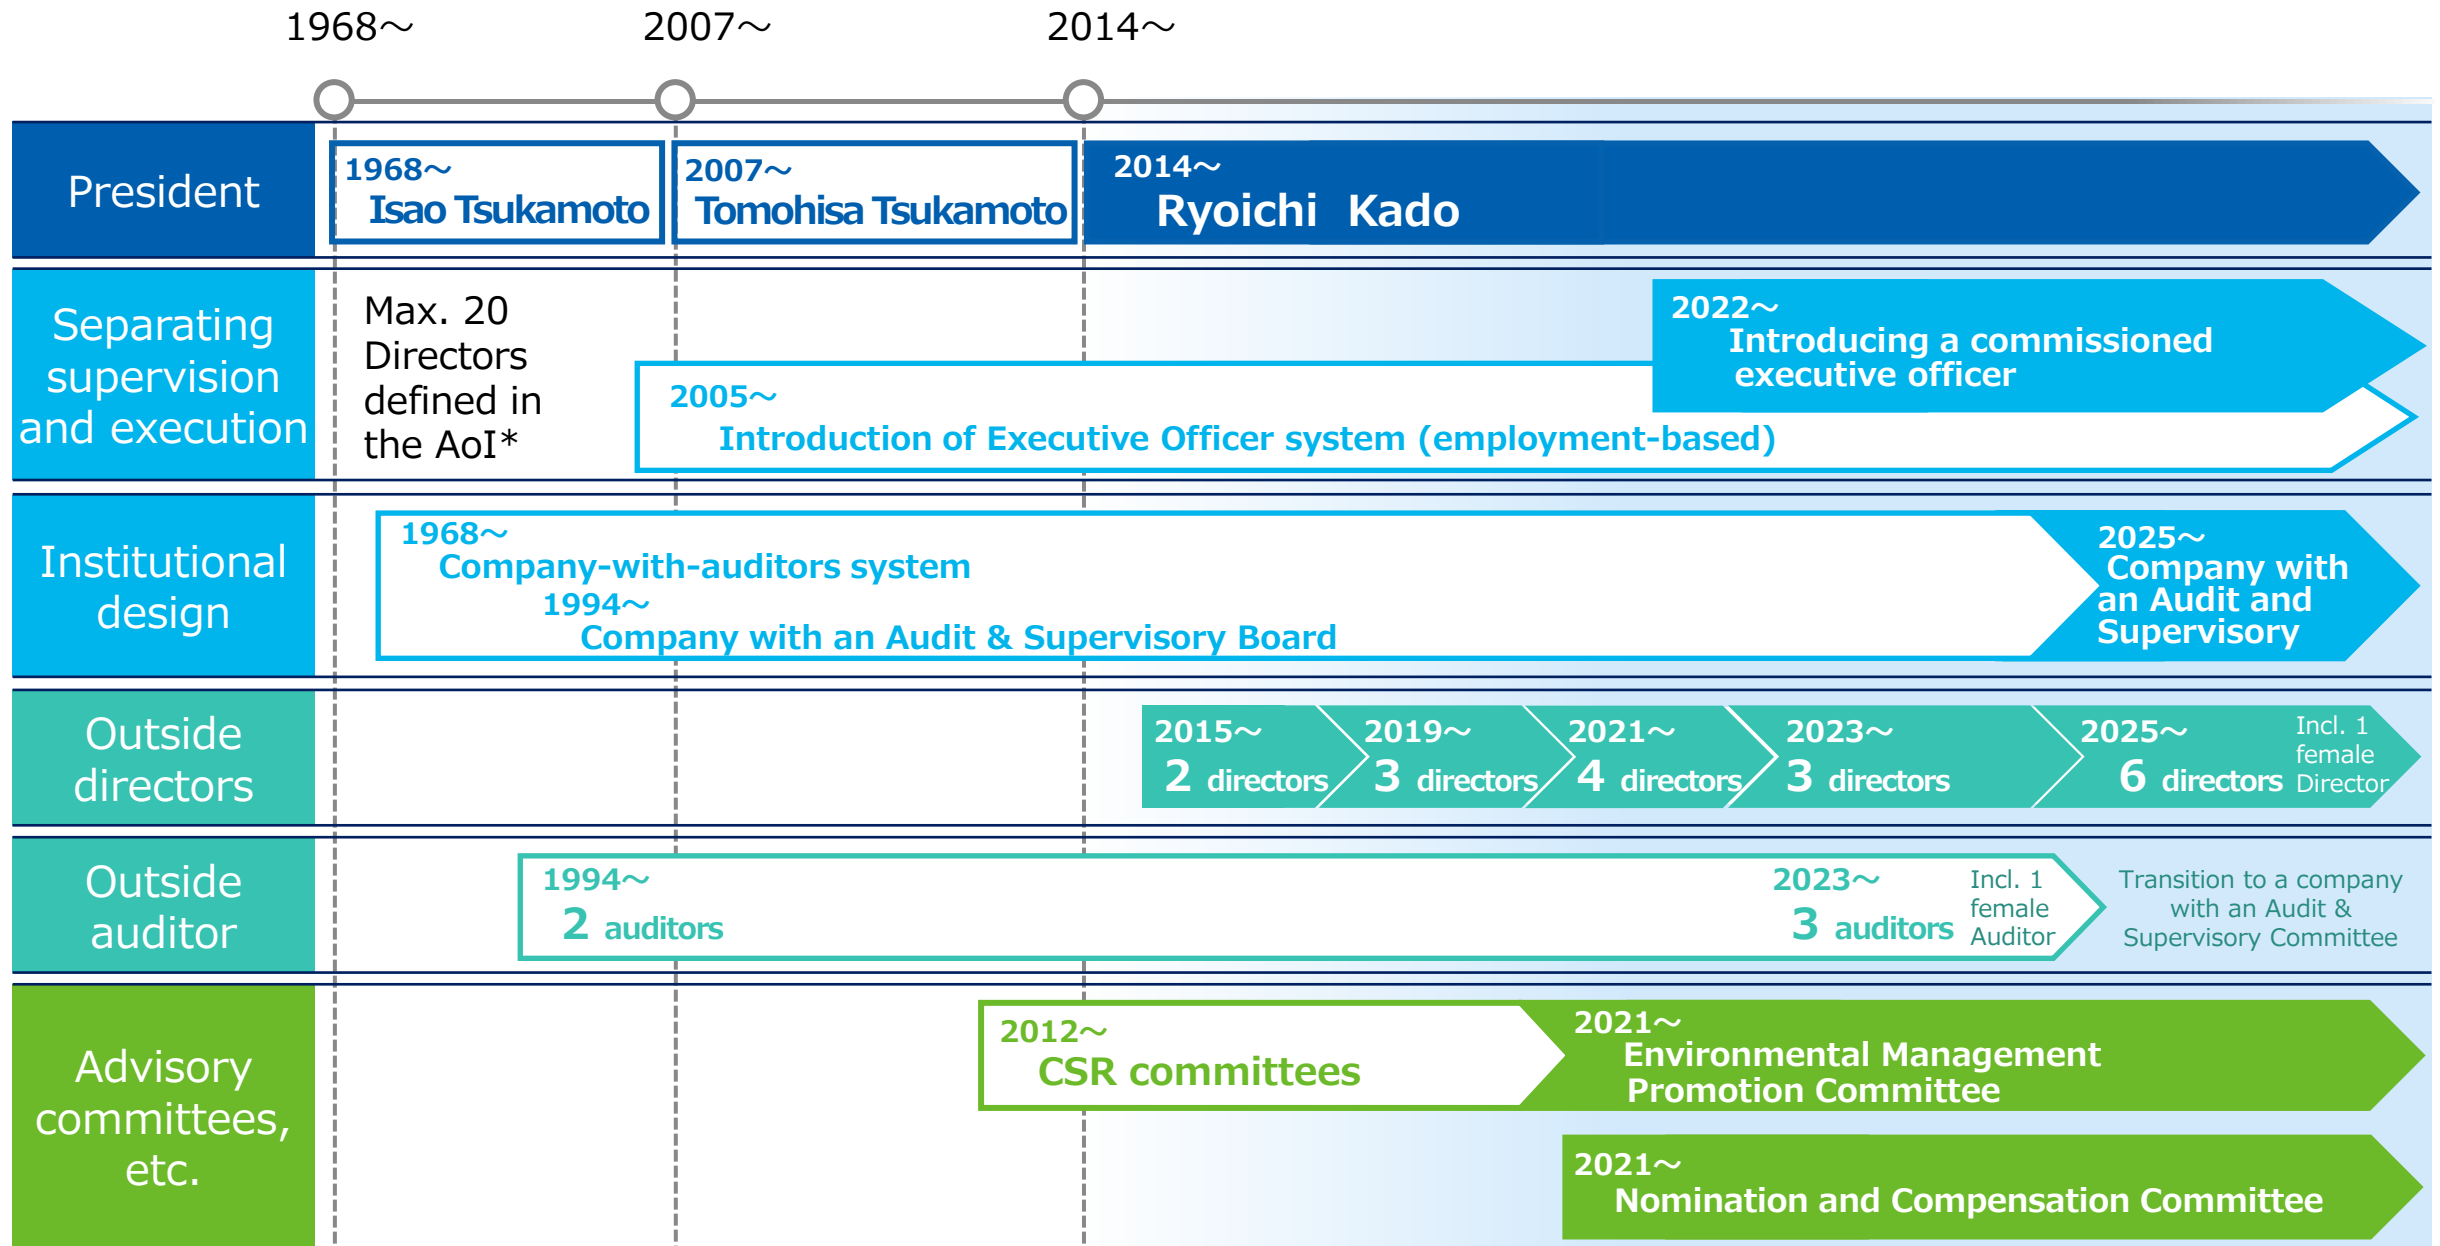 1968～
2007～
2014～
President
1968～
Isao Tsukamoto
2007～
Tomohisa Tsukamoto
2014～
Ryoichi Kado
Separating
supervision
and execution
Max. 20
Directors
defined in
the AoI*
2005～
Introduction of Executive Officer system (employment-based)
2022～
Introducing a commissioned
executive officer
Institutional
design
1968～
Company-with-auditors system
1994～
Company with an Audit & Supervisory Board
2025～
Company with
an Audit and
Supervisory
Outside
directors
2015～
2 directors
2019～
3 directors
2021～
4 directors
2023～
3 directors
2025～
6 directors
Incl. 1
female
Director
Outside
auditor
1994～
2 auditors
2023～
3 auditors
Incl. 1
female
Auditor
Transition to a company
with an Audit &
Supervisory Committee
Advisory
committees,
etc.
2012～
CSR committees
2021～
Environmental Management
Promotion Committee
2021～
Nomination and Compensation Committee